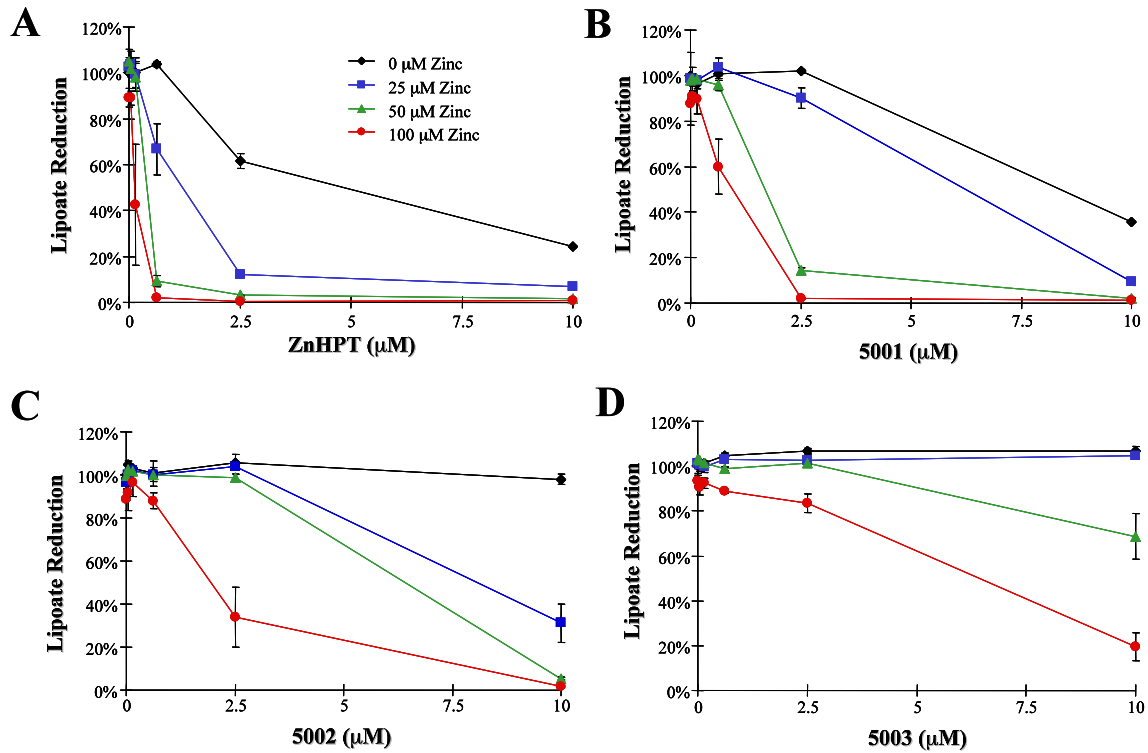 A
120%
100%
80%
60%
40%
20%
0%
Lipoate Reduction
0 μM Zinc
25 μM Zinc
50 μM Zinc
100 μM Zinc
0 2.5 5 7.5 10
ZnHPT (μM)
B
120%
100%
80%
60%
40%
20%
0%
Lipoate Reduction
0 2.5 5 7.5 10
5001 (μM)
C
120%
100%
80%
60%
40%
20%
0%
Lipoate Reduction
0 2.5 5 7.5 10
5002 (μM)
D
120%
100%
80%
60%
40%
20%
0%
Lipoate Reduction
0 2.5 5 7.5 10
5003 (μM)